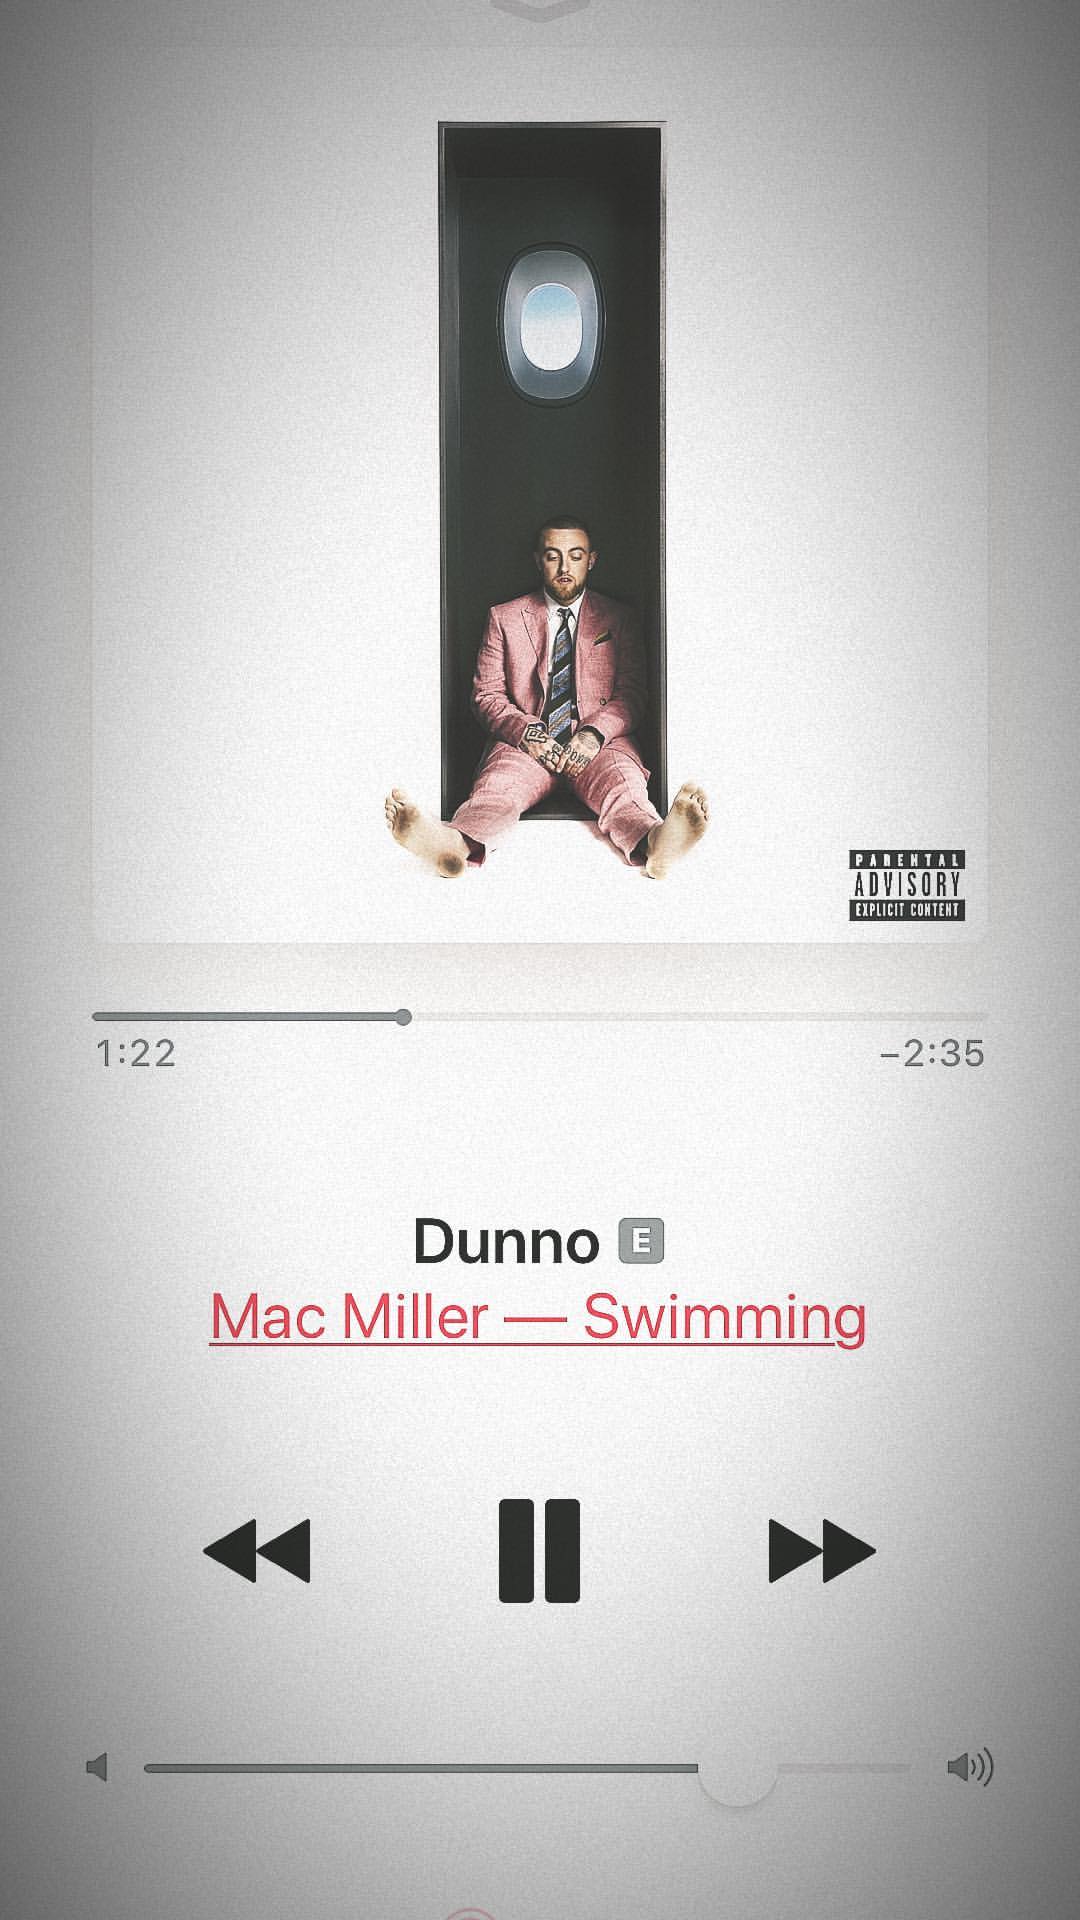 PARENTAL
ADVISORY
EXPLICIT CONTENT
1:22
−2:35
Dunno E
Mac Miller — Swimming